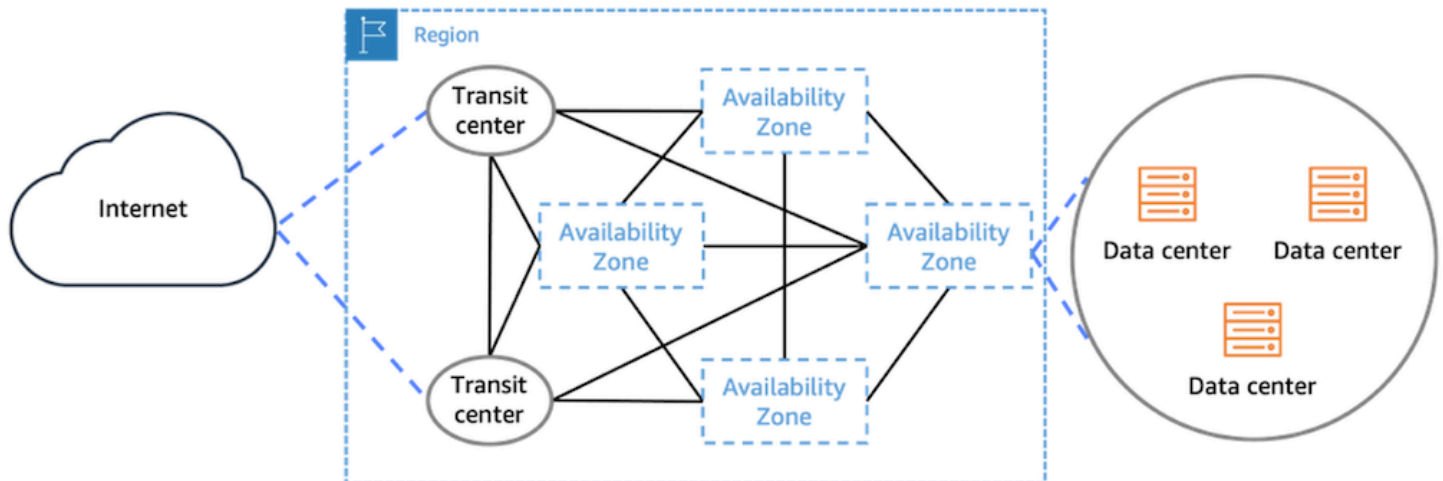 Region
Transit
center
Availability
Zone
Internet
Availability
Zone
Availability
Zone
Data center
Data center
Data center
Transit
center
Availability
Zone